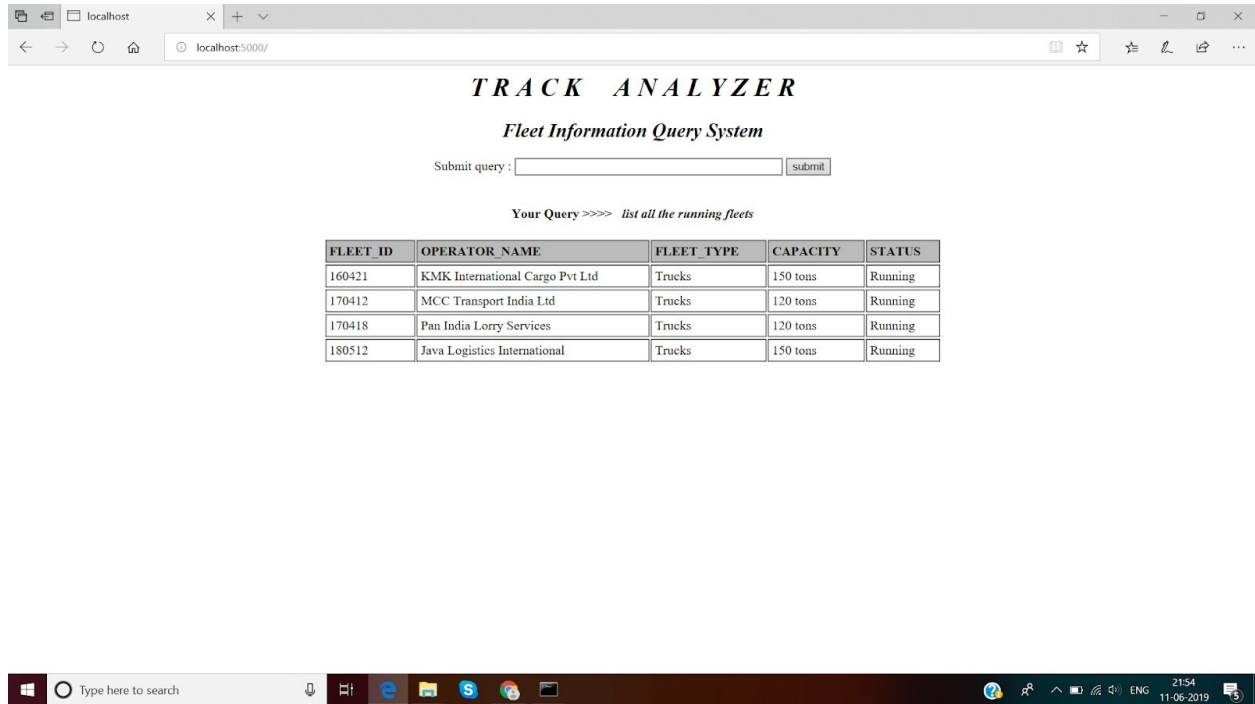 localhost
localhost:5000/
TRACK ANALYZER
Fleet Information Query System
Submit query : submit
Your Query >>>> list all the running fleets
FLEET_ID OPERATOR_NAME FLEET_TYPE CAPACITY STATUS
160421 KMK International Cargo Pvt Ltd Trucks 150 tons Running
170412 MCC Transport India Ltd Trucks 120 tons Running
170418 Pan India Lorry Services Trucks 120 tons Running
180512 Java Logistics International Trucks 150 tons Running
Type here to search
ENG
21:54
11-06-2019
5